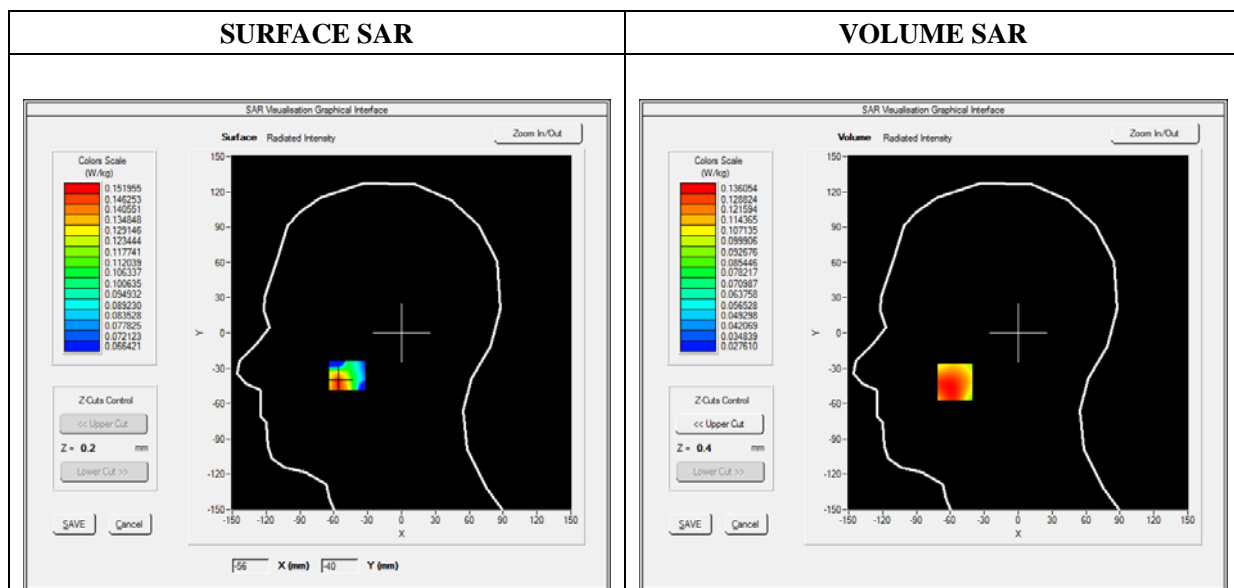 SURFACE SAR
VOLUME SAR
SAR Visualisation Graphical Interface
Surface Radiated Intensity
Zoom In/Out
Colors Scale
(W/kg)
0.151955
0.146253
0.140551
0.134848
0.129146
0.123444
0.117741
0.112039
0.106337
0.100635
0.094932
0.089230
0.083528
0.077825
0.072123
0.066421
Z-Cuts Control
<< Upper Cut
Z = 0.2 mm
Lower Cut >>
SAVE Cancel
150
120
90
60
30
0
-30
-60
-90
-120
-150
Y
-150 -120 -90 -60 -30 0 30 60 90 120 150
X
-56 X (mm) -40 Y (mm)
SAR Visualisation Graphical Interface
Volume Radiated Intensity
Zoom In/Out
Colors Scale
(W/kg)
0.136054
0.128824
0.121594
0.114365
0.107135
0.099906
0.092676
0.085446
0.078217
0.070987
0.063758
0.056528
0.049298
0.042069
0.034839
0.027610
Z-Cuts Control
<< Upper Cut
Z = 0.4 mm
Lower Cut >>
SAVE Cancel
150
120
90
60
30
0
-30
-60
-90
-120
-150
Y
-150 -120 -90 -60 -30 0 30 60 90 120 150
X